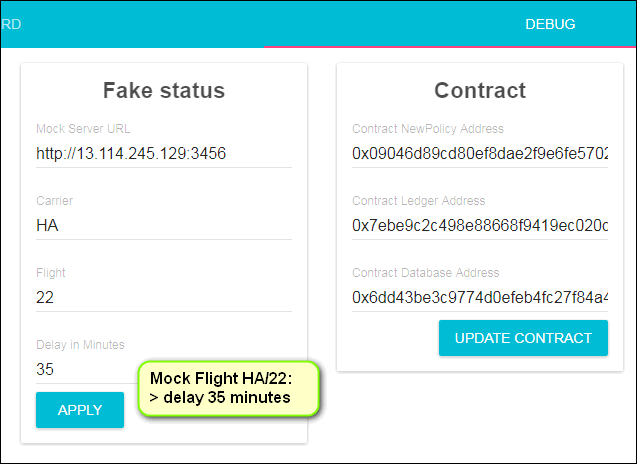 RD
DEBUG
Fake status
Mock Server URL
http://13.114.245.129:3456
Carrier
HA
Flight
22
Delay in Minutes
35
APPLY
Mock Flight HA/22:
> delay 35 minutes
Contract
Contract NewPolicy Address
0x09046d89cd80ef8dae2f9e6fe5702
Contract Ledger Address
0x7ebe9c2c498e88668f9419ec020c
Contract Database Address
0x6dd43be3c9774d0efeb4fc27f84a4
UPDATE CONTRACT